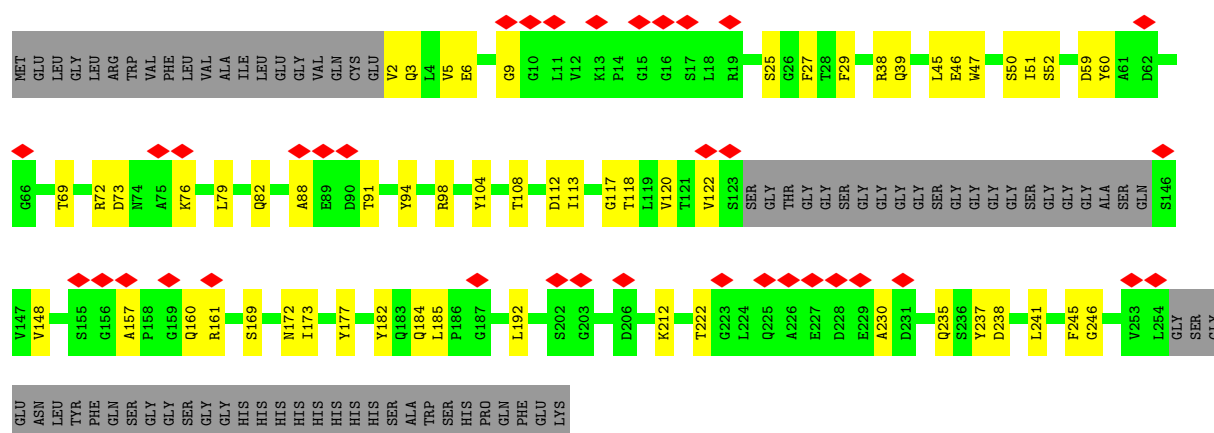 MET GLU LEU GLY LEU ARG TRP VAL PHE LEU VAL ALA ILE LEU GLU GLY VAL GLN CYS GLU V2 Q3 L4 V5 E6 G9 G10 L11 V12 K13 P14 G15 G16 S17 L18 R19 S25 G26 F27 T28 F29 R38 Q39 L45 E46 W47 S50 I51 S52 D59 Y60 A61 D62
G66 T69 R72 D73 N74 A75 K76 L79 Q82 A88 E89 D90 T91 Y94 R98 Y104 T108 D112 I113 G117 T118 L119 V120 T121 V122 S123 SER GLY THR GLY GLY SER GLY GLY GLY GLY SER GLY GLY GLY GLY SER GLY GLY GLY ALA SER GLN S146
V147 V148 S155 G156 A157 P158 G159 Q160 R161 S169 N172 I173 Y177 Y182 Q183 Q184 L185 P186 G187 L192 S202 G203 D206 K212 T222 G223 L224 Q225 A226 E227 D228 E229 A230 D231 Q235 S236 Y237 D238 L241 F245 G246 V253 L254 GLY SER GLY
GLU ASN LEU TYR PHE GLN SER GLY GLY SER GLY GLY HIS HIS HIS HIS HIS HIS HIS HIS SER ALA TRP SER HIS PRO GLN PHE GLU LYS